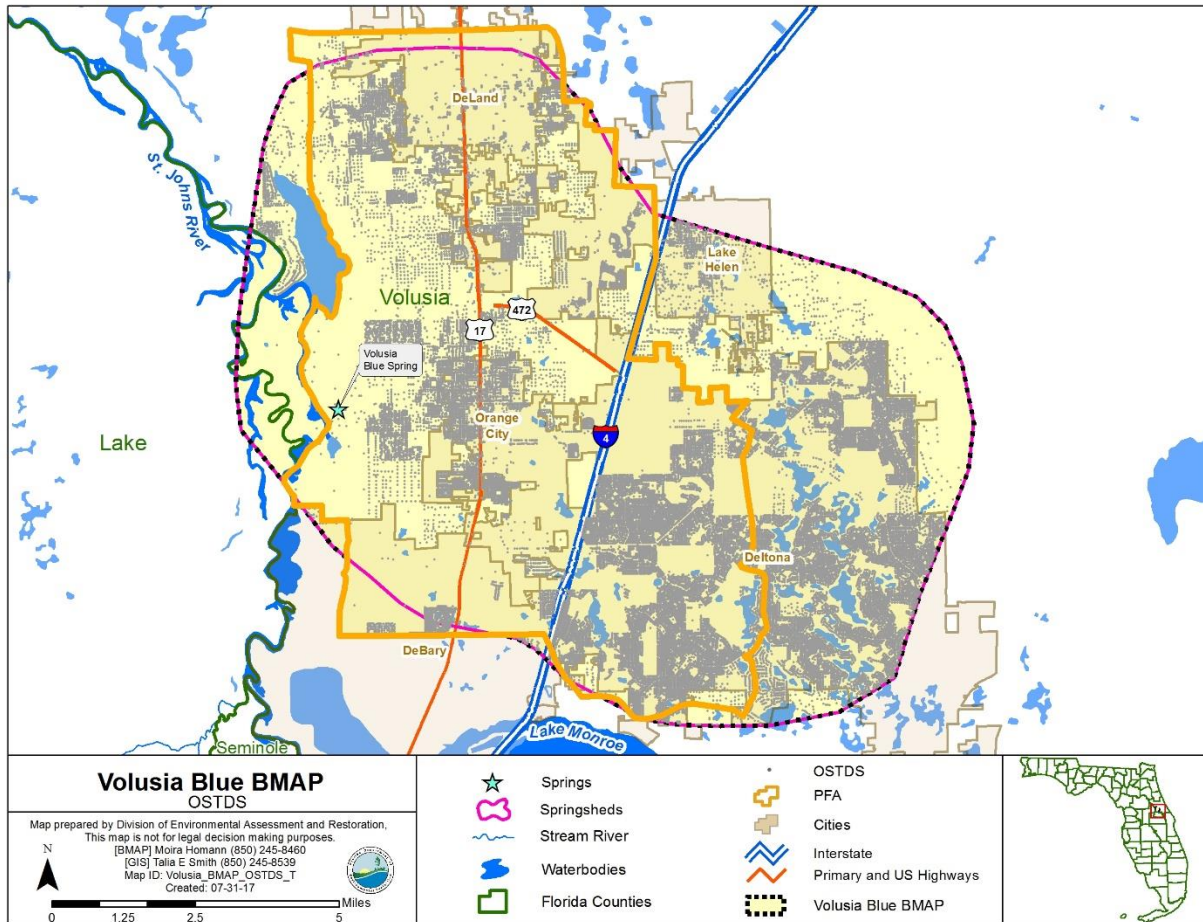 DeLand
St. Johns River
Lake
Helen
Volusia
472
17
Volusia
Blue Spring
Orange
City
4
Lake
Deltona
DeBary
Lake Monroe
Seminole
Volusia Blue BMAP
OSTDS
Map prepared by Division of Environmental Assessment and Restoration,
This map is not for legal decision making purposes.
[BMAP] Moira Homann (850) 245-8460
[GIS] Talia E Smith (850) 245-8539
Map ID: Volusia_BMAP_OSTDS_T
Created: 07-31-17
N
Miles
0 1.25 2.5 5
Springs
Springsheds
Stream River
Waterbodies
Florida Counties
OSTDS
PFA
Cities
Interstate
Primary and US Highways
Volusia Blue BMAP